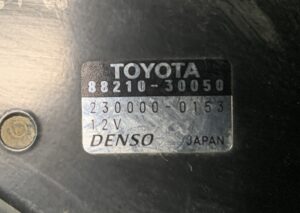 TOYOTA
88210-30050
230000-0153
12V
DENSO JAPAN